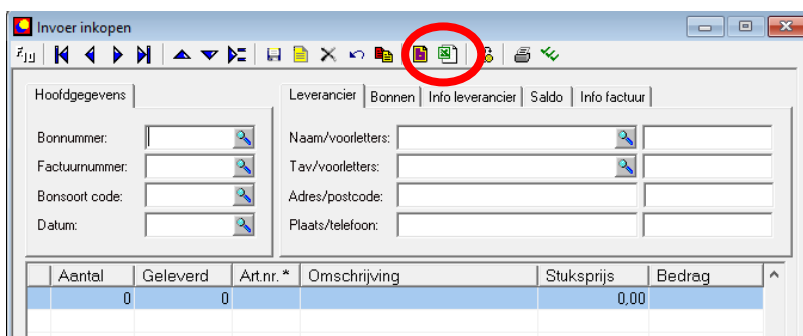 Invoer inkopen
Hoofdgegevens
Leverancier Bonnen Info leverancier Saldo Info factuur
Bonnummer: Naam/voorletters:
Factuurnummer: Tav/voorletters:
Bonsoort code: Adres/postcode:
Datum: Plaats/telefoon:
Aantal Geleverd Art.nr. * Omschrijving Stuksprijs Bedrag
0 0 0,00